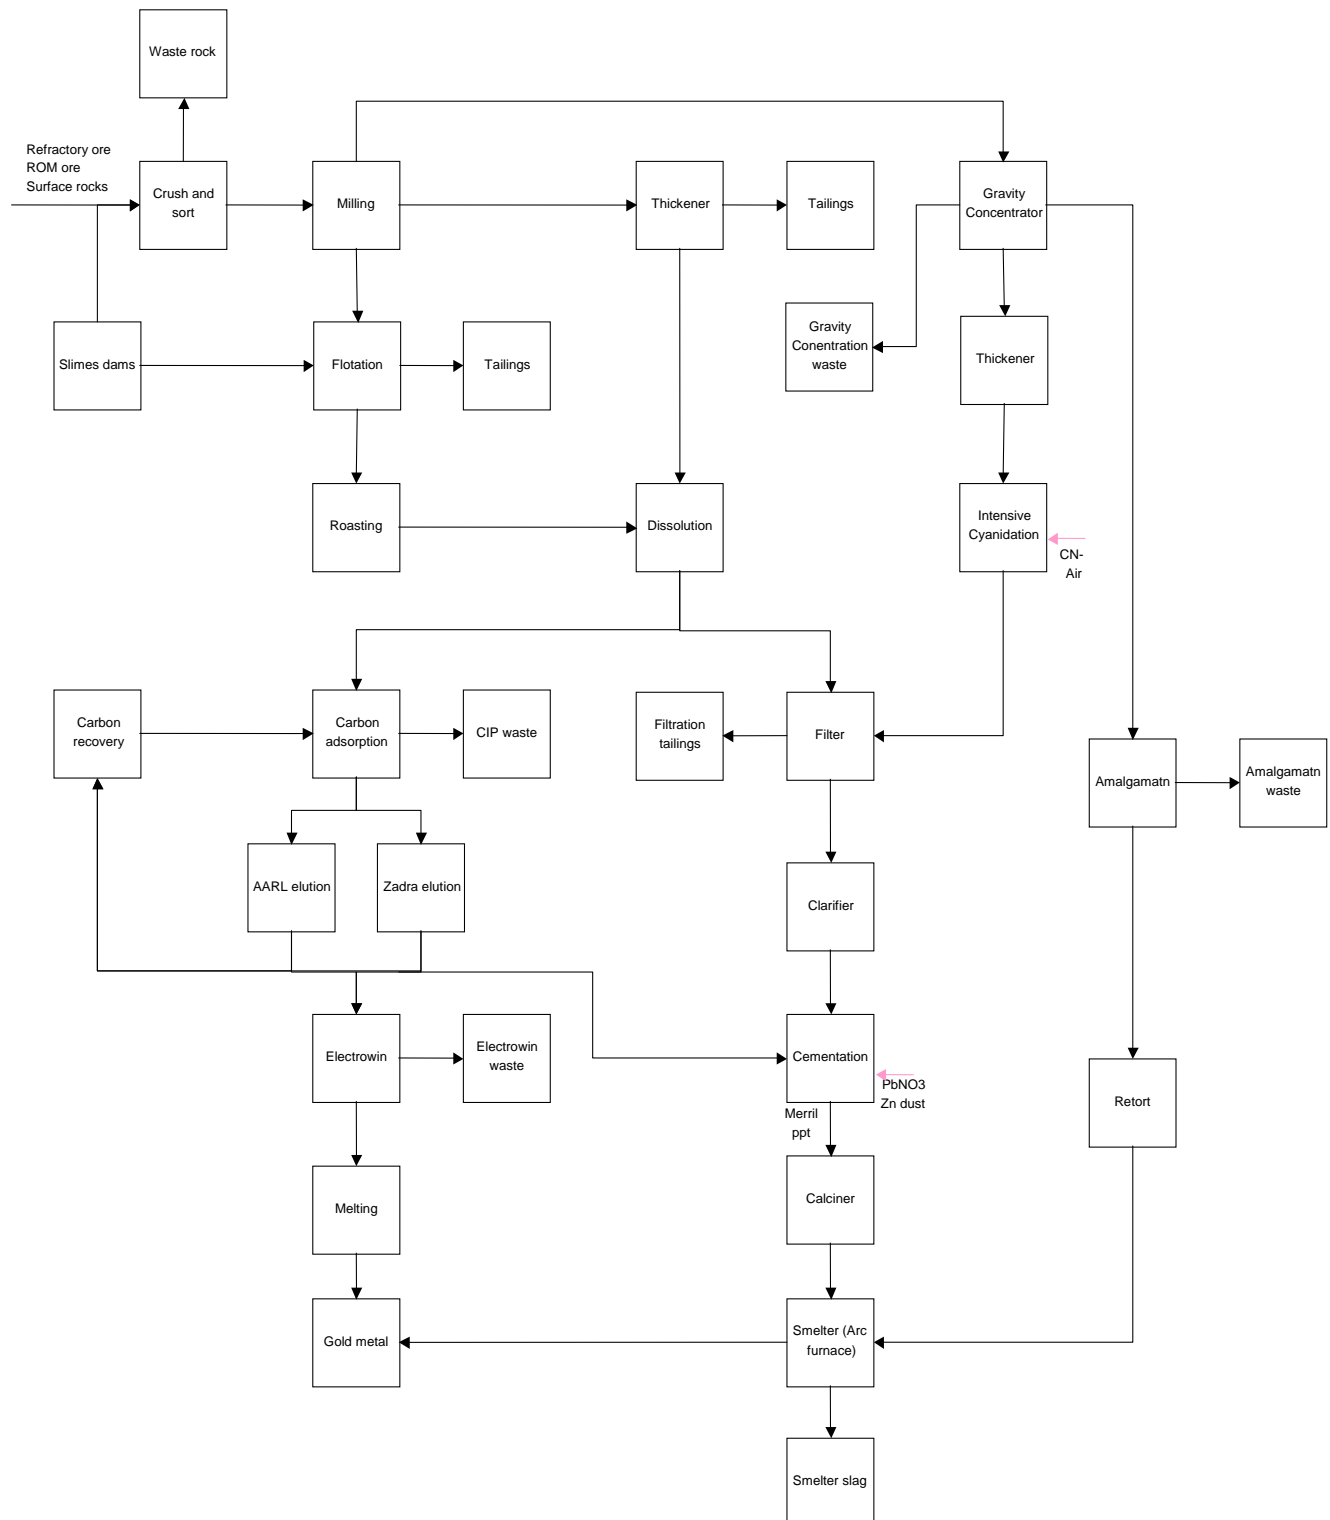 Waste rock
Refractory ore
ROM ore
Surface rocks
Crush and
sort
Milling
Thickener
Tailings
Gravity
Concentrator
Slimes dams
Flotation
Tailings
Gravity
Conentration
waste
Thickener
Roasting
Dissolution
Intensive
Cyanidation
CN-
Air
Carbon
recovery
Carbon
adsorption
CIP waste
Filtration
tailings
Filter
Amalgamatn
Amalgamatn
waste
AARL elution
Zadra elution
Clarifier
Electrowin
Electrowin
waste
Cementation
PbNO3
Zn dust
Merril
ppt
Retort
Melting
Calciner
Gold metal
Smelter (Arc
furnace)
Smelter slag